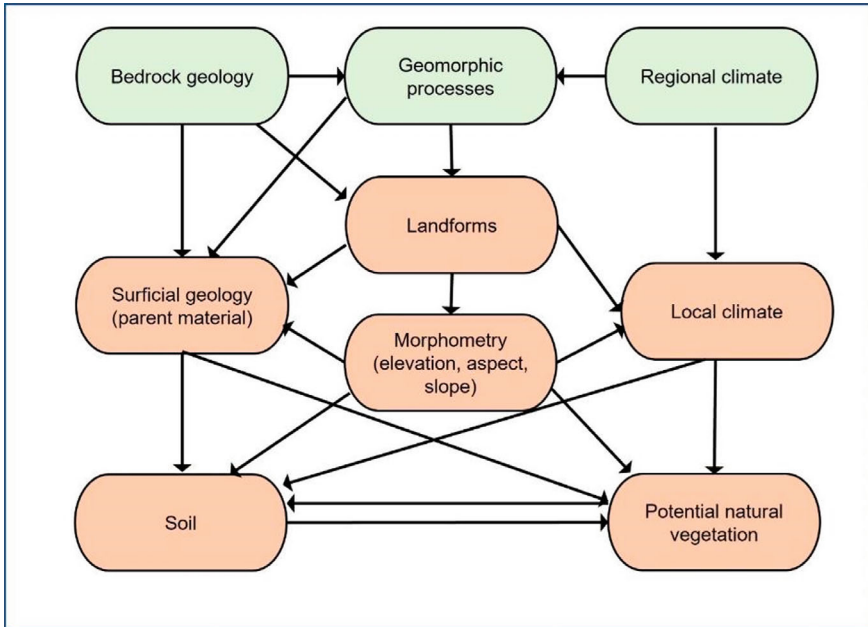 Bedrock geology
Geomorphic
processes
Regional climate
Landforms
Surficial geology
(parent material)
Local climate
Morphometry
(elevation, aspect,
slope)
Soil
Potential natural
vegetation